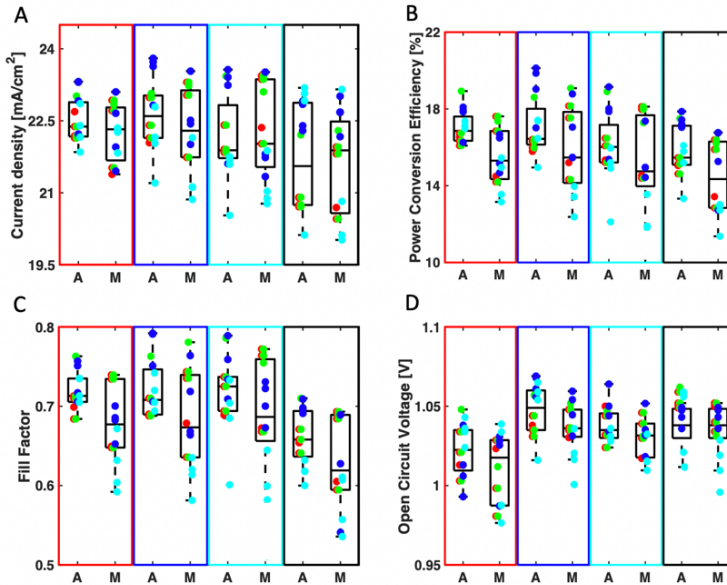 A
Current density [mA/cm²]
24
22.5
21
19.5
A M A M A M A M
B
Power Conversion Efficiency [%]
22
18
14
10
A M A M A M A M
C
Fill Factor
0.8
0.7
0.6
0.5
A M A M A M A M
D
Open Circuit Voltage [V]
1.1
1.05
1
0.95
A M A M A M A M